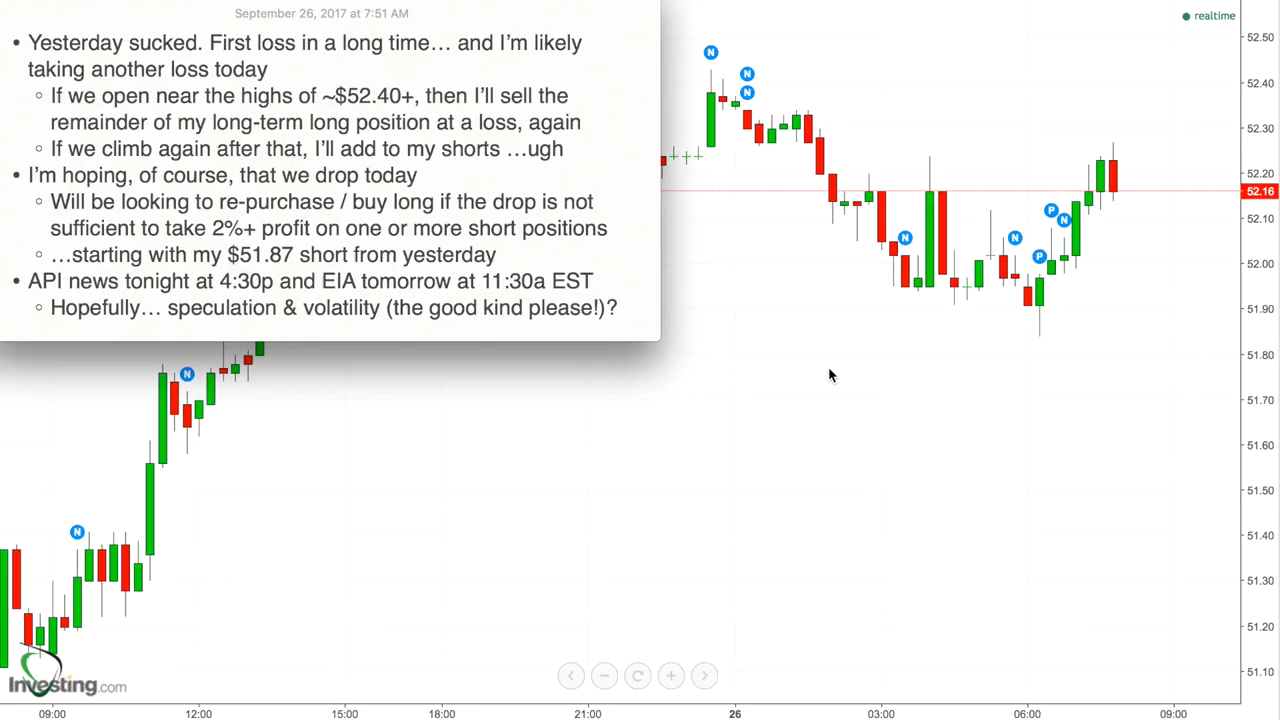 September 26, 2017 at 7:51 AM
realtime
• Yesterday sucked. First loss in a long time… and I'm likely
taking another loss today
◦ If we open near the highs of ~$52.40+, then I'll sell the
remainder of my long-term long position at a loss, again
◦ If we climb again after that, I'll add to my shorts …ugh
• I'm hoping, of course, that we drop today
◦ Will be looking to re-purchase / buy long if the drop is not
sufficient to take 2%+ profit on one or more short positions
◦ …starting with my $51.87 short from yesterday
• API news tonight at 4:30p and EIA tomorrow at 11:30a EST
◦ Hopefully… speculation & volatility (the good kind please!)?
N
N
N
N
N
P
N
P
N
N
52.50
52.40
52.30
52.20
52.16
52.10
52.00
51.90
51.80
51.70
51.60
51.50
51.40
51.30
51.20
51.10
Investing.com
09:00
12:00
15:00
18:00
21:00
26
03:00
06:00
09:00